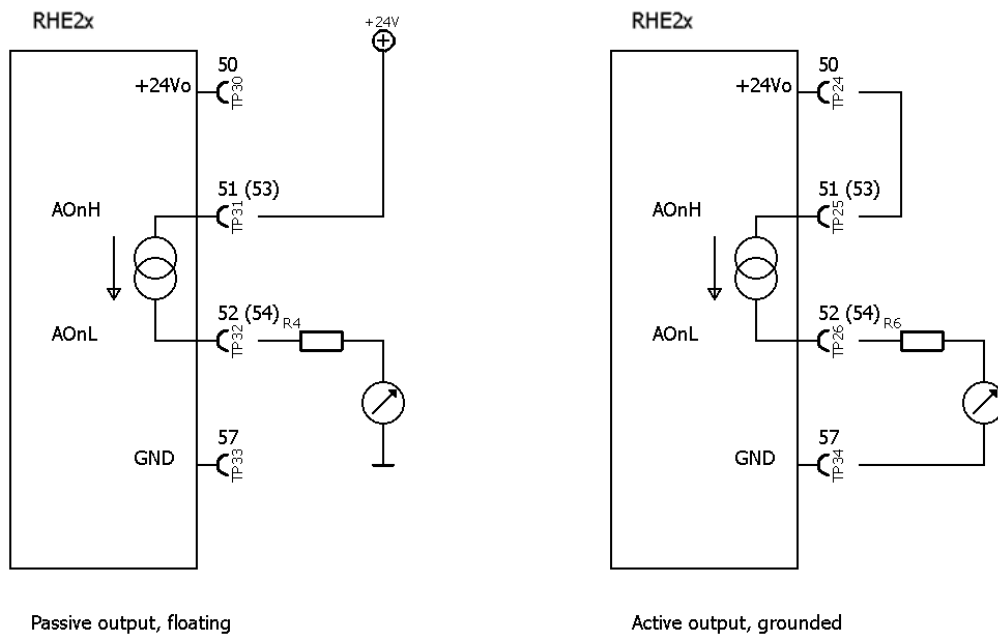 RHE2x
+24V
+24Vo
50
TP30
51 (53)
TP31
AOnH
52 (54)
TP32
R4
AOnL
57
TP33
GND
Passive output, floating
RHE2x
+24Vo
50
TP24
51 (53)
TP25
AOnH
52 (54)
TP26
R6
AOnL
57
TP34
GND
Active output, grounded